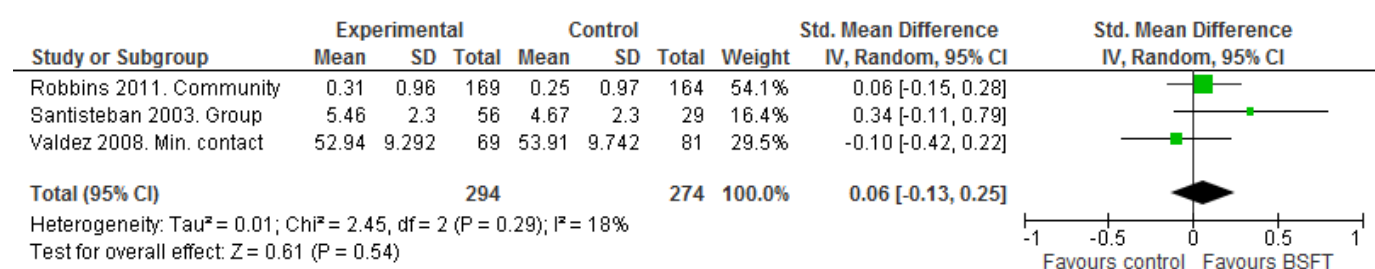 Experimental Control Std. Mean Difference Std. Mean Difference
Study or Subgroup Mean SD Total Mean SD Total Weight IV, Random, 95% CI IV, Random, 95% CI
Robbins 2011. Community 0.31 0.96 169 0.25 0.97 164 54.1% 0.06 [-0.15, 0.28]
Santisteban 2003. Group 5.46 2.3 56 4.67 2.3 29 16.4% 0.34 [-0.11, 0.79]
Valdez 2008. Min. contact 52.94 9.292 69 53.91 9.742 81 29.5% -0.10 [-0.42, 0.22]
Total (95% CI) 294 274 100.0% 0.06 [-0.13, 0.25]
Heterogeneity: Tau² = 0.01; Chi² = 2.45, df = 2 (P = 0.29); I² = 18%
Test for overall effect: Z = 0.61 (P = 0.54)
-1 -0.5 0 0.5 1
Favours control Favours BSFT